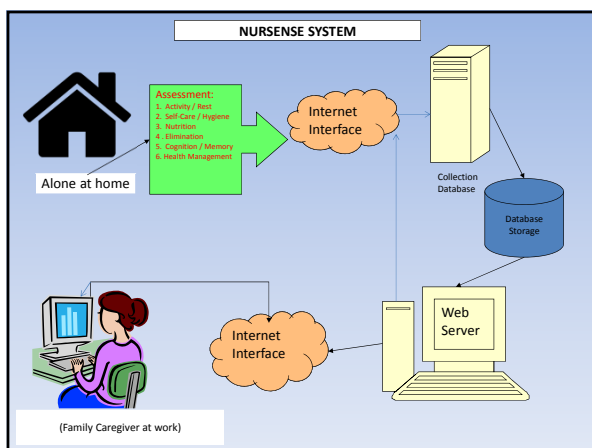 NURSENSE SYSTEM
Assessment:
1. Activity / Rest
2. Self-Care / Hygiene
3. Nutrition
4 . Elimination
5. Cognition / Memory
6. Health Management
Alone at home
Internet
Interface
Collection
Database
Database
Storage
Web
Server
Internet
Interface
(Family Caregiver at work)